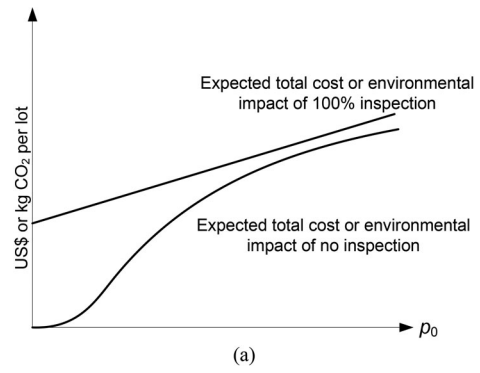 Expected total cost or environmental
impact of 100% inspection
US$ or kg CO₂ per lot
Expected total cost or environmental
impact of no inspection
p₀
(a)